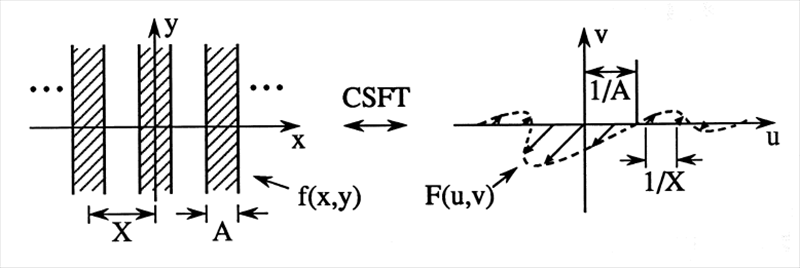 y
x
X
A
f(x,y)
CSFT
v
1/A
u
1/X
F(u,v)